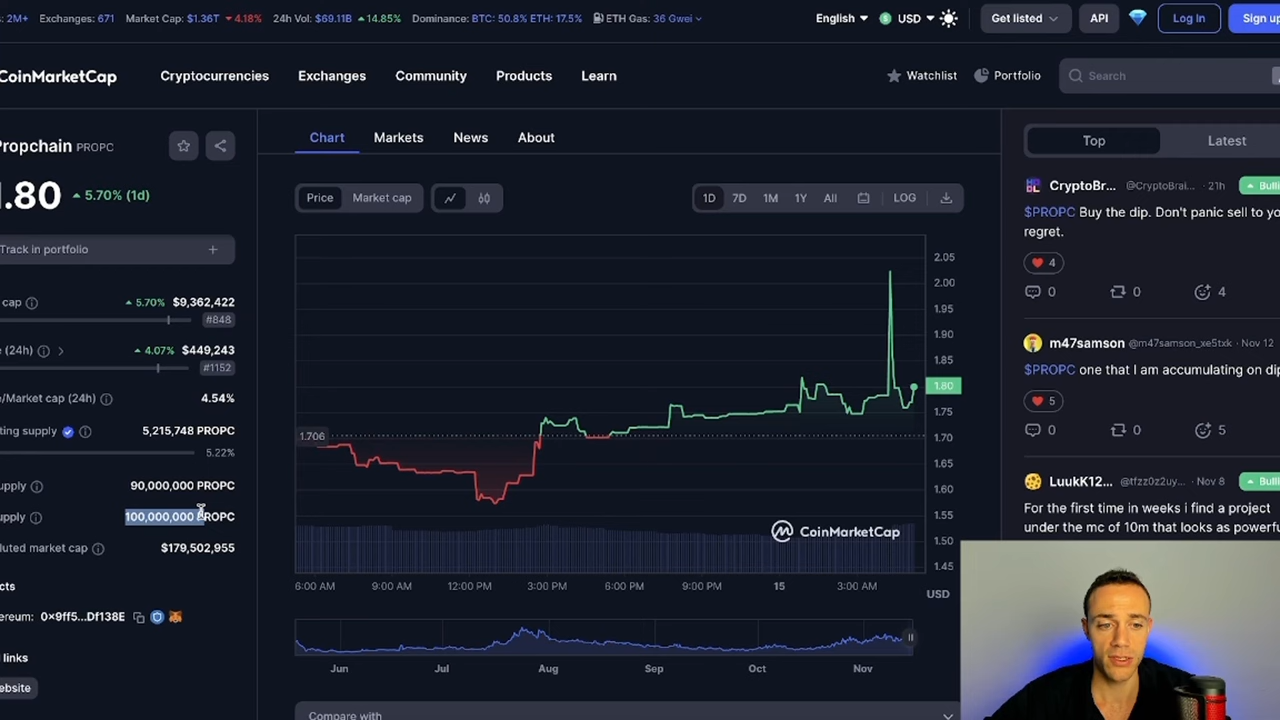 s: 2M+ Exchanges: 671 Market Cap: $1.36T 4.18% 24h Vol: $69.11B 14.85% Dominance: BTC: 50.8% ETH: 17.5% ETH Gas: 36 Gwei English USD Get listed API Log In Sign up
CoinMarketCap Cryptocurrencies Exchanges Community Products Learn Watchlist Portfolio Search
Propchain PROPC
1.80 5.70% (1d)
Track in portfolio +
cap 5.70% $9,362,422
#848
(24h) 4.07% $449,243
#1152
/Market cap (24h) 4.54%
ting supply 5,215,748 PROPC
5.22%
upply 90,000,000 PROPC
upply 100,000,000 PROPC
luted market cap $179,502,955
cts
ereum: 0x9ff5...Df138E
l links
ebsite
Chart Markets News About
Price Market cap 1D 7D 1M 1Y All LOG
2.05
2.00
1.95
1.90
1.85
1.80
1.75
1.706 1.70
1.65
1.60
1.55
1.50
1.45
CoinMarketCap
6:00 AM 9:00 AM 12:00 PM 3:00 PM 6:00 PM 9:00 PM 15 3:00 AM
USD
Jun Jul Aug Sep Oct Nov
Compare with
Top Latest
CryptoBr... @CryptoBrai... · 21h Bulli
$PROPC Buy the dip. Don't panic sell to yo
regret.
4
0 0 4
m47samson @m47samson_xe5txk · Nov 12
$PROPC one that I am accumulating on dip
5
0 0 5
LuukK12... @tfzz0z2uy... · Nov 8 Bulli
For the first time in weeks i find a project
under the mc of 10m that looks as powerfu